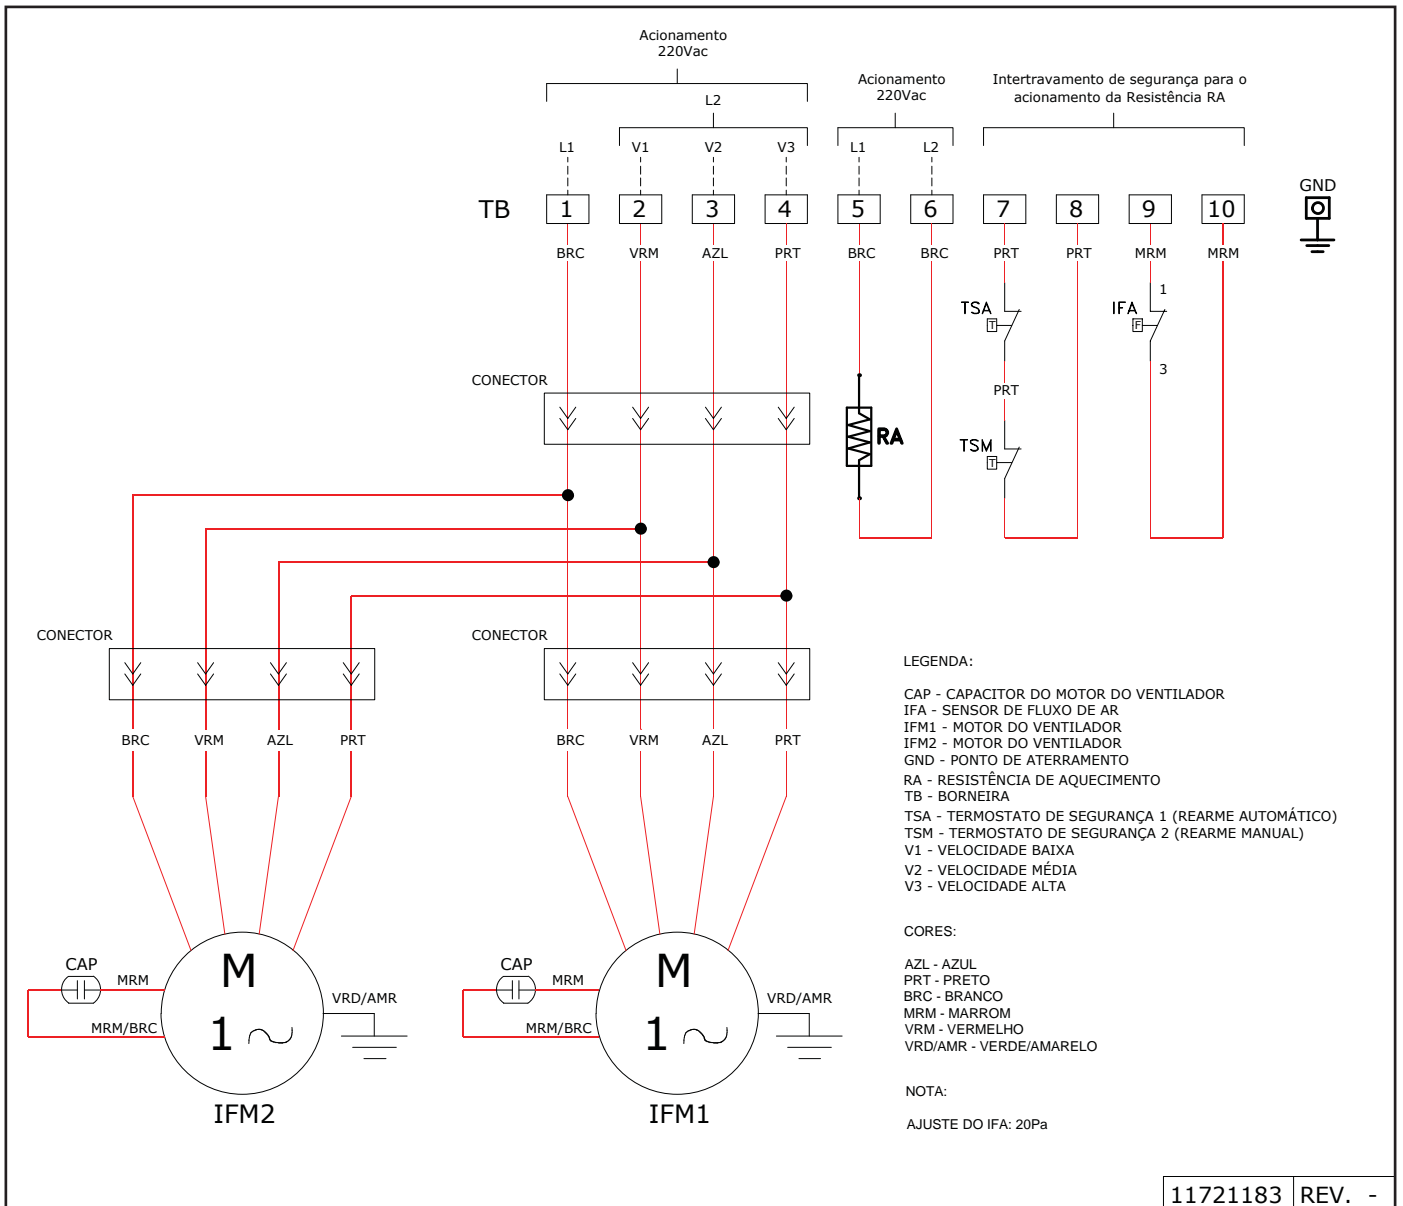 Acionamento
220Vac
L2
Acionamento
220Vac
Intertravamento de segurança para o
acionamento da Resistência RA
L1 V1 V2 V3 L1 L2
GND
TB 1 2 3 4 5 6 7 8 9 10
BRC VRM AZL PRT BRC BRC PRT PRT MRM MRM
1
TSA T
IFA F
3
CONECTOR
PRT
RA
TSM T
CONECTOR
CONECTOR
BRC VRM AZL PRT
BRC VRM AZL PRT
LEGENDA:
CAP - CAPACITOR DO MOTOR DO VENTILADOR
IFA - SENSOR DE FLUXO DE AR
IFM1 - MOTOR DO VENTILADOR
IFM2 - MOTOR DO VENTILADOR
GND - PONTO DE ATERRAMENTO
RA - RESISTÊNCIA DE AQUECIMENTO
TB - BORNEIRA
TSA - TERMOSTATO DE SEGURANÇA 1 (REARME AUTOMÁTICO)
TSM - TERMOSTATO DE SEGURANÇA 2 (REARME MANUAL)
V1 - VELOCIDADE BAIXA
V2 - VELOCIDADE MÉDIA
V3 - VELOCIDADE ALTA
CORES:
AZL - AZUL
PRT - PRETO
BRC - BRANCO
MRM - MARROM
VRM - VERMELHO
VRD/AMR - VERDE/AMARELO
NOTA:
AJUSTE DO IFA: 20Pa
CAP
MRM
MRM/BRC
M
1
VRD/AMR
IFM2
CAP
MRM
MRM/BRC
M
1
VRD/AMR
IFM1
11721183 REV. -